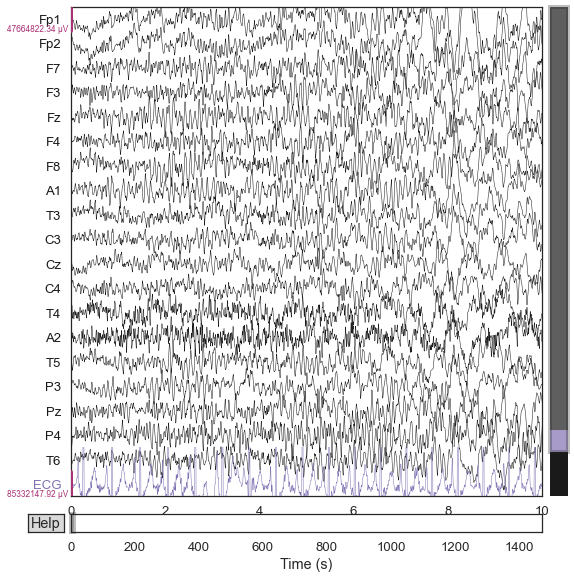 Fp1
47664822.34 µV
Fp2
F7
F3
Fz
F4
F8
A1
T3
C3
Cz
C4
T4
A2
T5
P3
Pz
P4
T6
ECG
85332147.92 µV
0 2 4 6 8 10
Help
0 200 400 600 800 1000 1200 1400
Time (s)